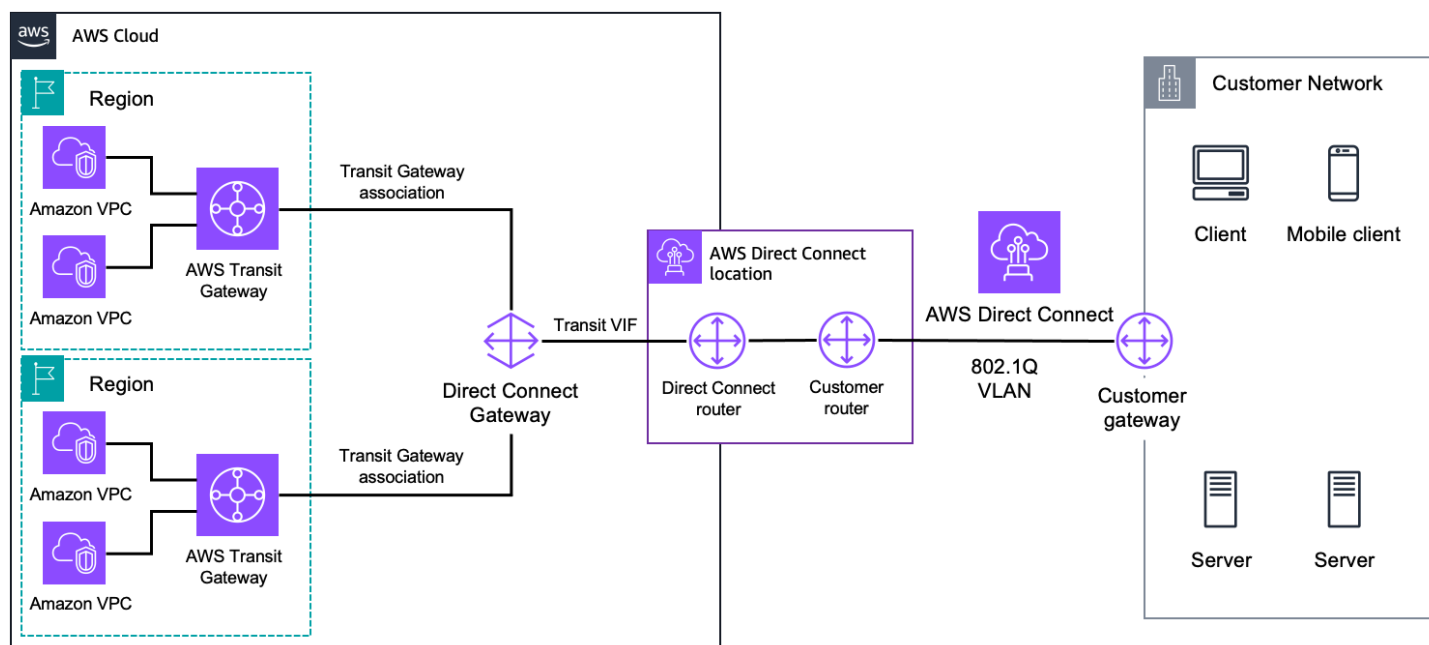 aws
AWS Cloud
Region
Amazon VPC
Amazon VPC
AWS Transit
Gateway
Transit Gateway
association
Region
Amazon VPC
Amazon VPC
AWS Transit
Gateway
Transit Gateway
association
Direct Connect
Gateway
Transit VIF
AWS Direct Connect
location
Direct Connect
router
Customer
router
AWS Direct Connect
802.1Q
VLAN
Customer
gateway
Customer Network
Client
Mobile client
Server
Server